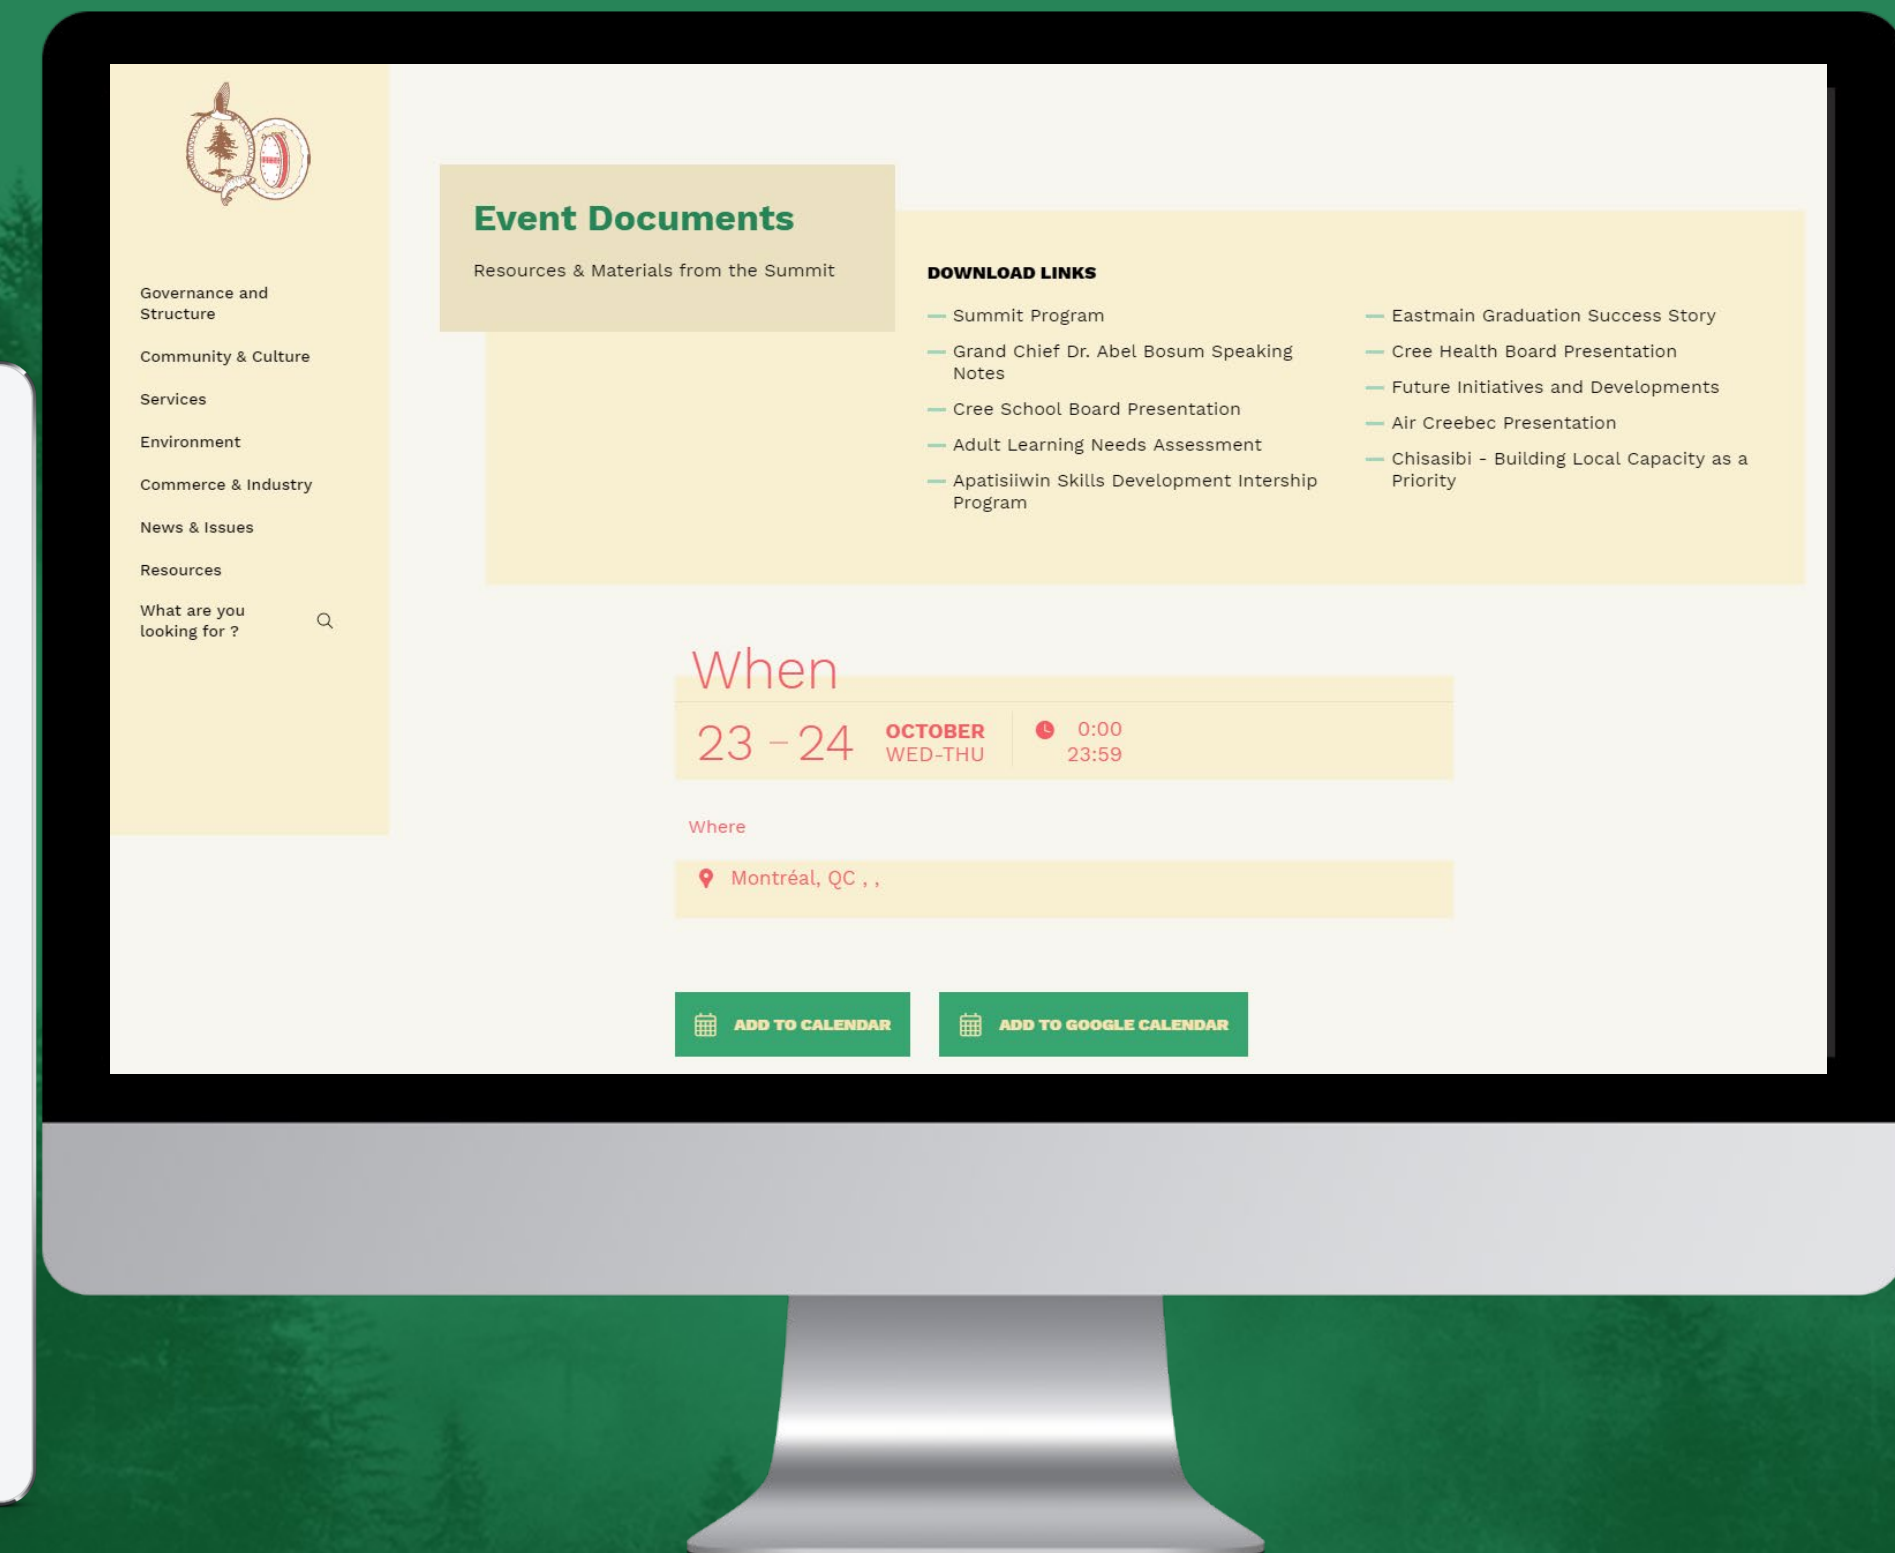 Governance and
Structure
Community & Culture
Services
Environment
Commerce & Industry
News & Issues
Resources
What are you
looking for ?
Event Documents
Resources & Materials from the Summit
DOWNLOAD LINKS
Summit Program
Grand Chief Dr. Abel Bosum Speaking
Notes
Cree School Board Presentation
Adult Learning Needs Assessment
Apatisiiwin Skills Development Intership
Program
Eastmain Graduation Success Story
Cree Health Board Presentation
Future Initiatives and Developments
Air Creebec Presentation
Chisasibi - Building Local Capacity as a
Priority
When
23 – 24 OCTOBER 0:00
WED-THU 23:59
Where
Montréal, QC , ,
ADD TO CALENDAR
ADD TO GOOGLE CALENDAR